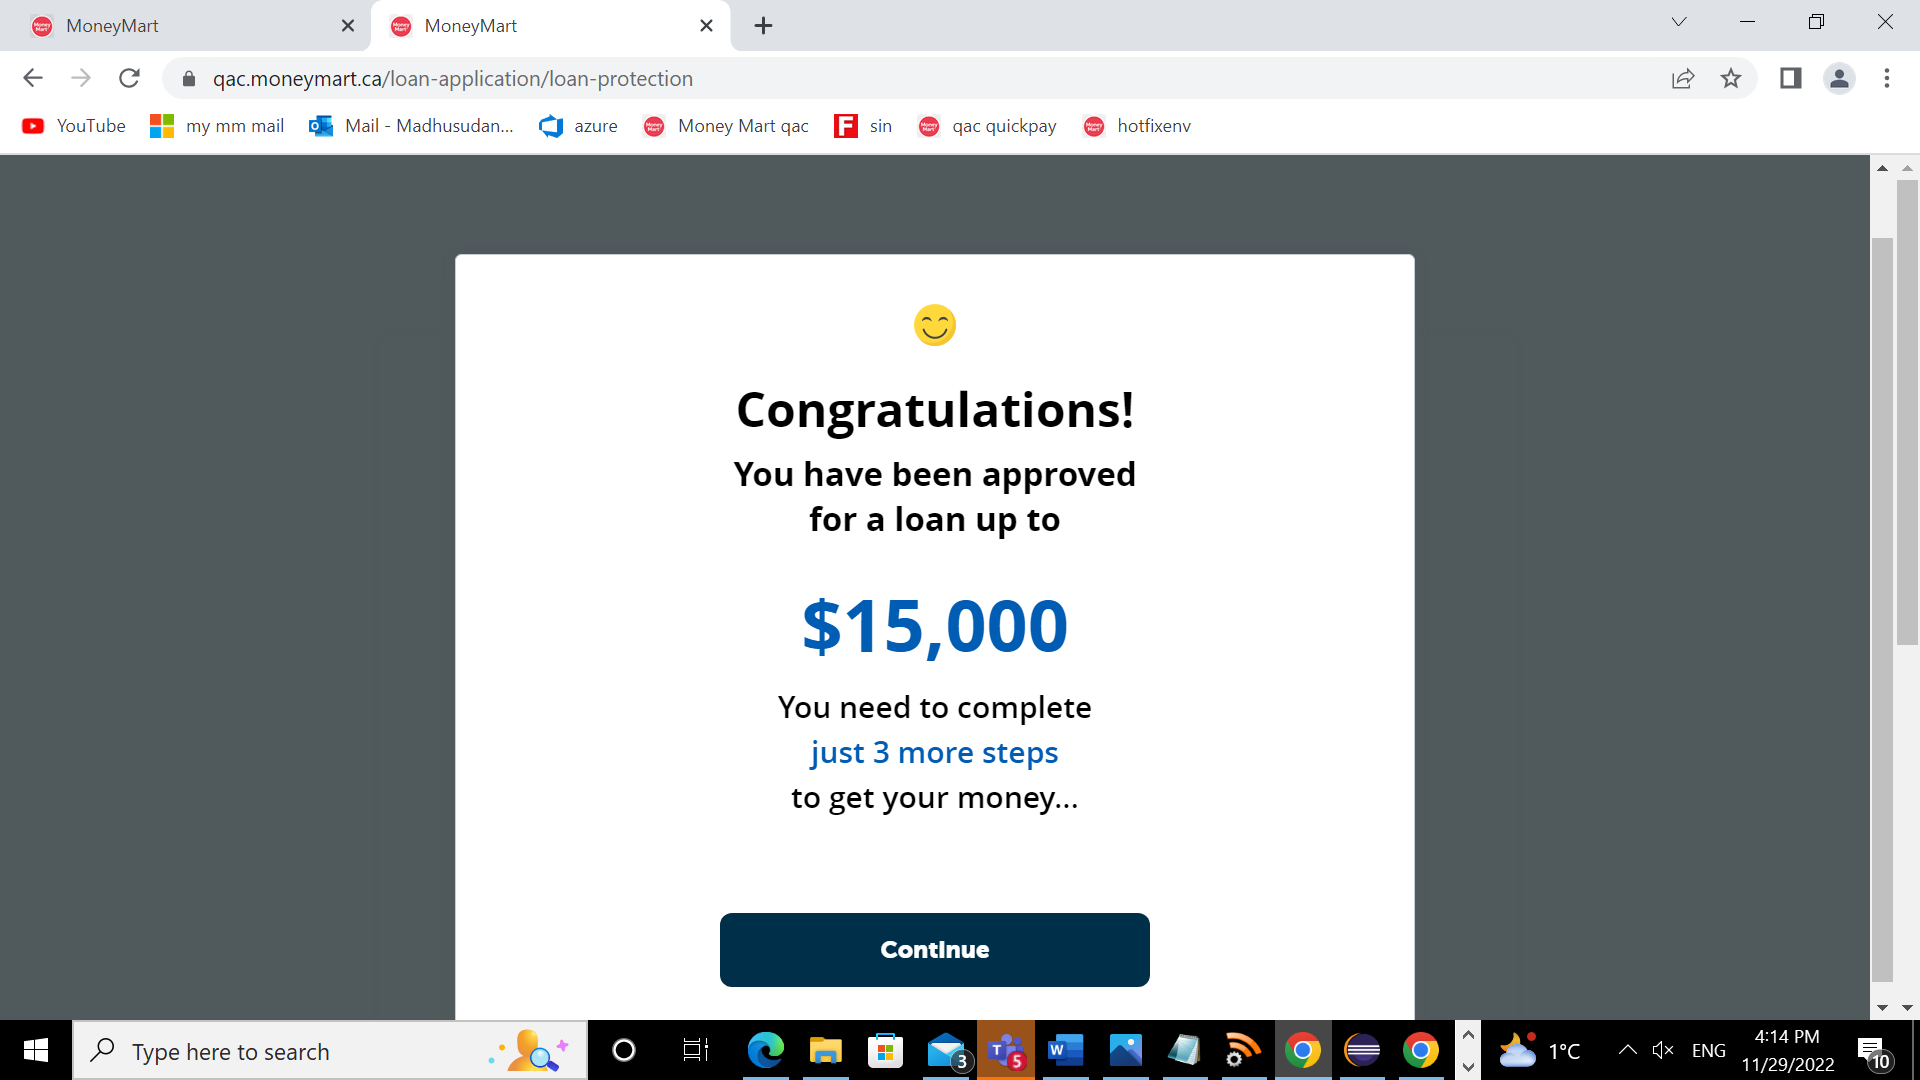 MoneyMart
MoneyMart
qac.moneymart.ca/loan-application/loan-protection
YouTube my mm mail Mail - Madhusudan... azure Money Mart qac sin qac quickpay hotfixenv
Congratulations!
You have been approved
for a loan up to
$15,000
You need to complete
just 3 more steps
to get your money...
Continue
Type here to search
3
5
1°C
ENG
4:14 PM
11/29/2022
10